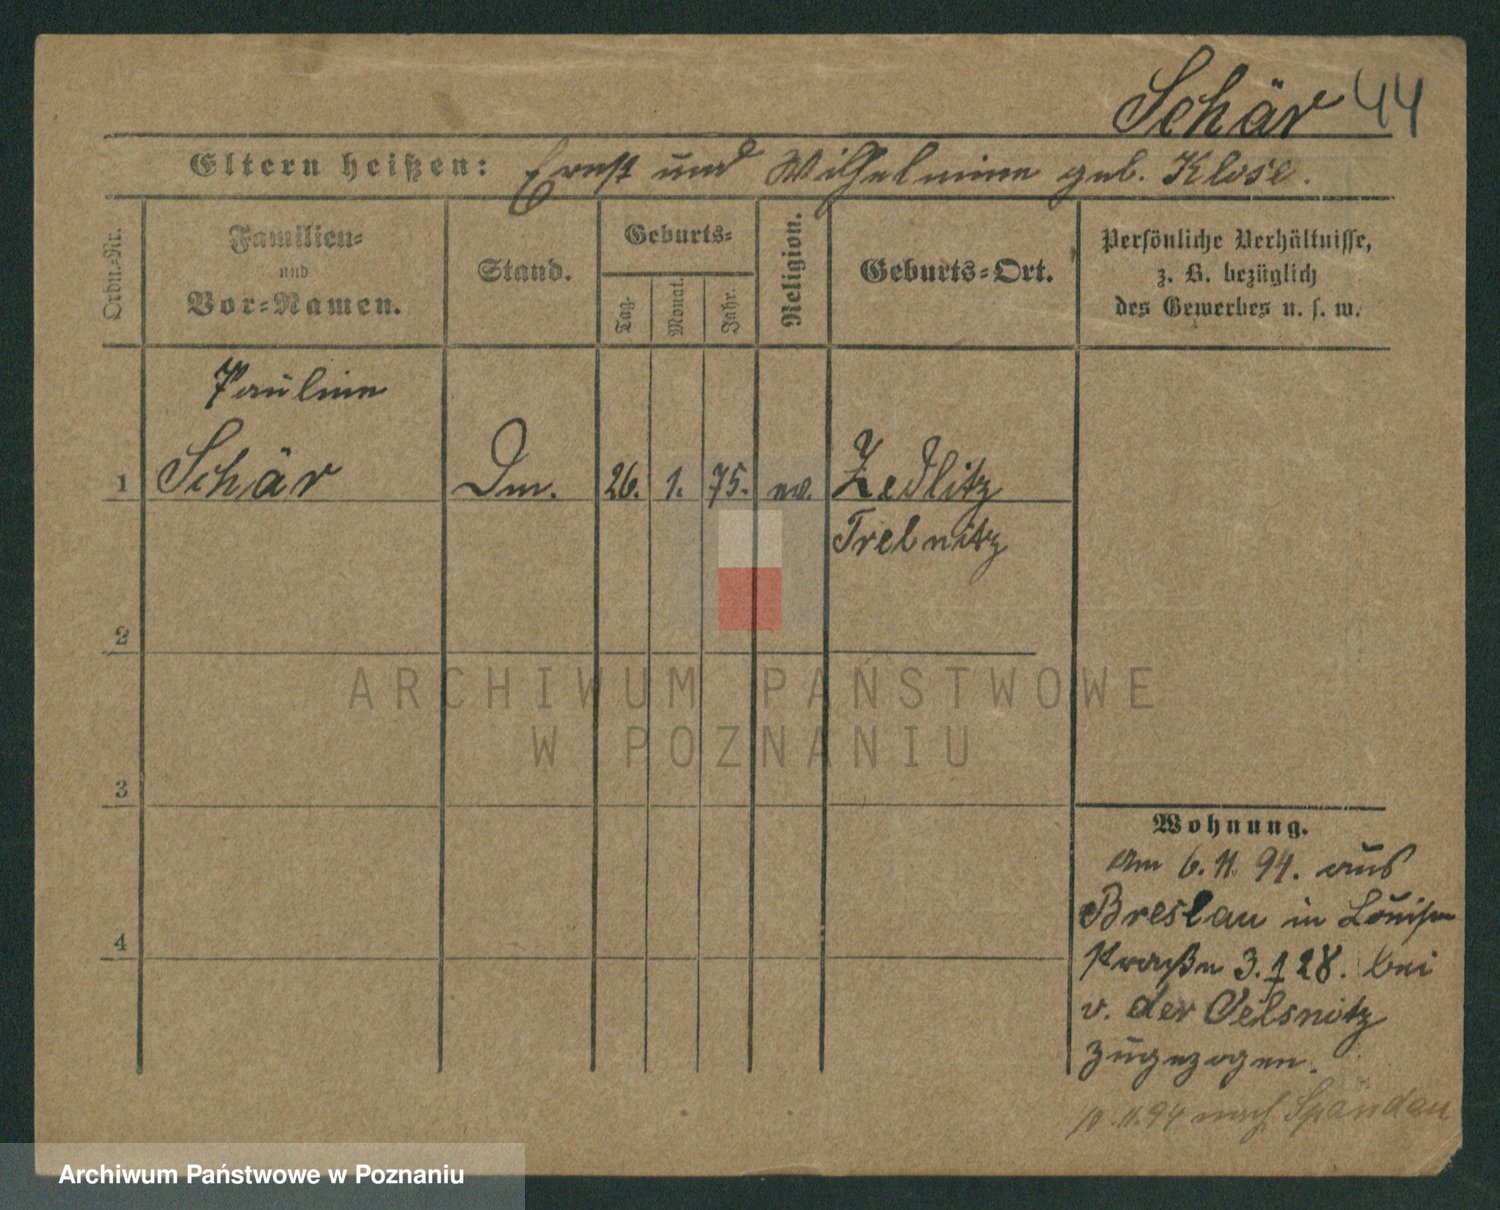 Schär 44
Eltern heißen: Ernst und Wilhelmine geb. Klose.
Ordn.-Nr.
Familien-
und
Vor-Namen.
Stand.
Geburts-
Tag.
Monat.
Jahr.
Religion.
Geburts-Ort.
Persönliche Verhältnisse,
z. B. bezüglich
des Gewerbes u. s. w.
Pauline
1 Schär Dm. 26. 1. 75. ev. Zedlitz
Trebnitz
2
3
4
Wohnung.
Am 6. 11. 94. aus
Breslau in Louisen
straße 3. 128. bei
v. der Oelsnitz
zugezogen.
11.94 nach Spandau
ARCHIWUM PAŃSTWOWE
W POZNANIU
Archiwum Państwowe w Poznaniu